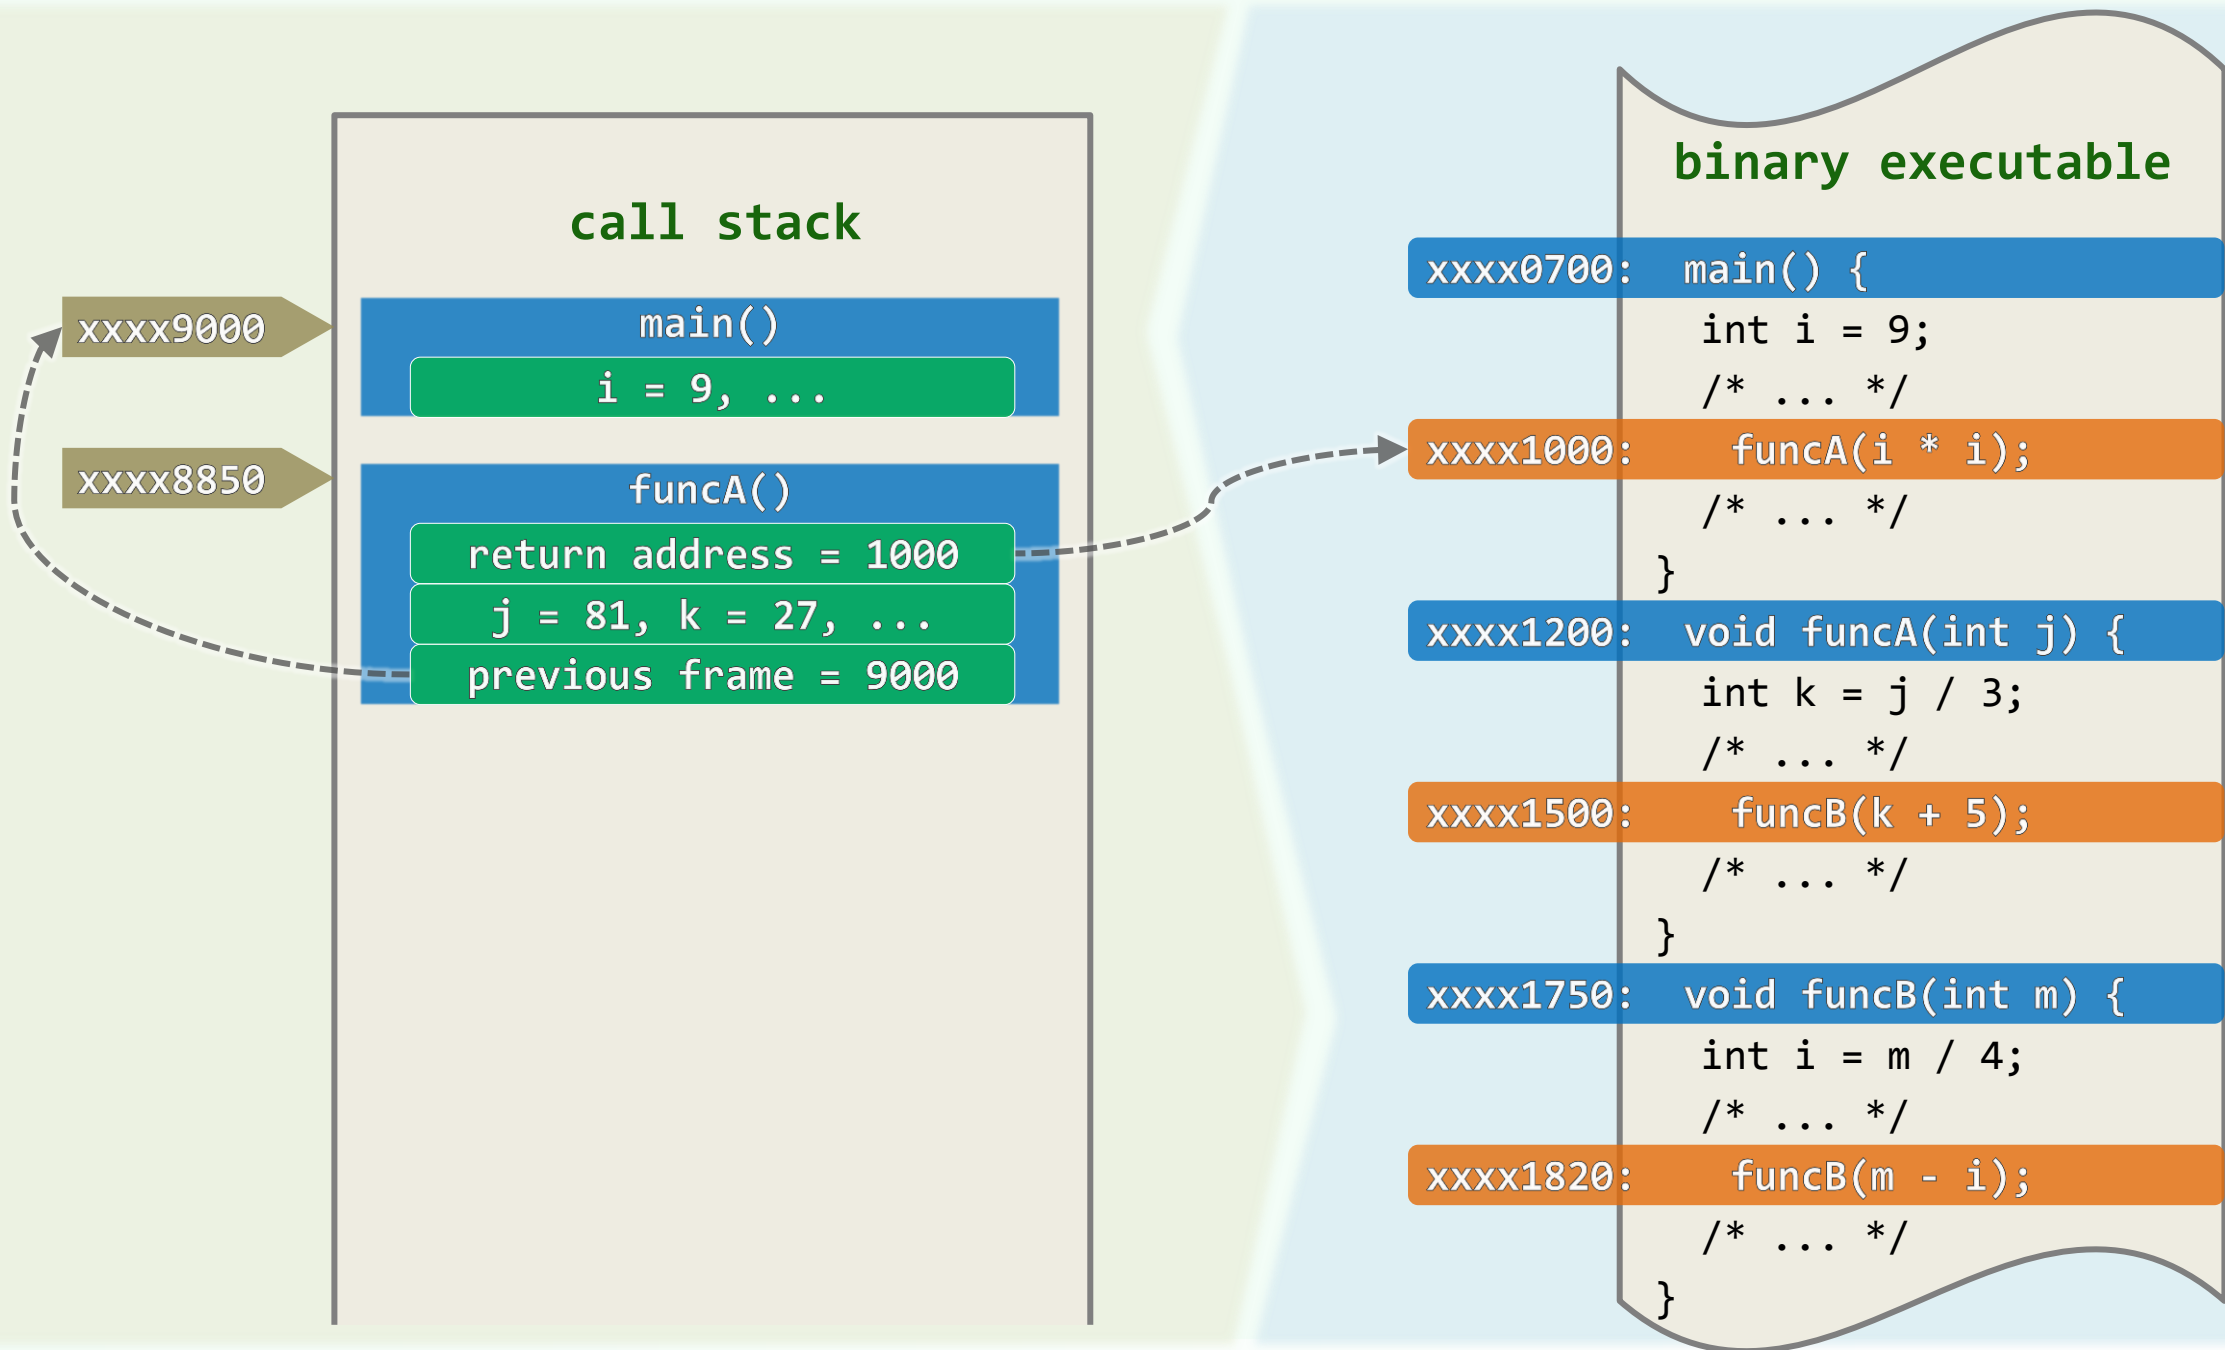 call stack
xxxx9000
main()
i = 9, ...
xxxx8850
funcA()
return address = 1000
j = 81, k = 27, ...
previous frame = 9000
binary executable
xxxx0700: main() {
int i = 9;
/* ... */
xxxx1000: funcA(i * i);
/* ... */
}
xxxx1200: void funcA(int j) {
int k = j / 3;
/* ... */
xxxx1500: funcB(k + 5);
/* ... */
}
xxxx1750: void funcB(int m) {
int i = m / 4;
/* ... */
xxxx1820: funcB(m - i);
/* ... */
}